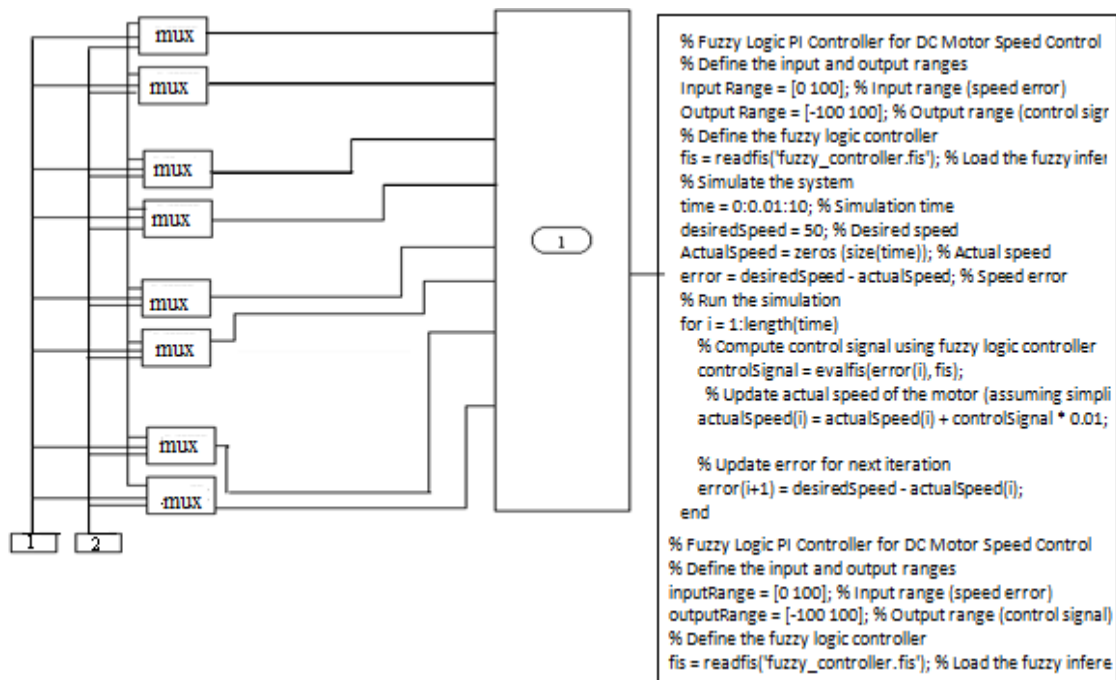 mux
mux
mux
mux
mux
mux
mux
mux
1
2
1
% Fuzzy Logic PI Controller for DC Motor Speed Control
% Define the input and output ranges
Input Range = [0 100]; % Input range (speed error)
Output Range = [-100 100]; % Output range (control sigr
% Define the fuzzy logic controller
fis = readfis('fuzzy_controller.fis'); % Load the fuzzy infer
% Simulate the system
time = 0:0.01:10; % Simulation time
desiredSpeed = 50; % Desired speed
ActualSpeed = zeros (size(time)); % Actual speed
error = desiredSpeed - actualSpeed; % Speed error
% Run the simulation
for i = 1:length(time)
% Compute control signal using fuzzy logic controller
controlSignal = evalfis(error(i), fis);
% Update actual speed of the motor (assuming simpli
actualSpeed(i) = actualSpeed(i) + controlSignal * 0.01;
% Update error for next iteration
error(i+1) = desiredSpeed - actualSpeed(i);
end
% Fuzzy Logic PI Controller for DC Motor Speed Control
% Define the input and output ranges
inputRange = [0 100]; % Input range (speed error)
outputRange = [-100 100]; % Output range (control signal)
% Define the fuzzy logic controller
fis = readfis('fuzzy_controller.fis'); % Load the fuzzy infere